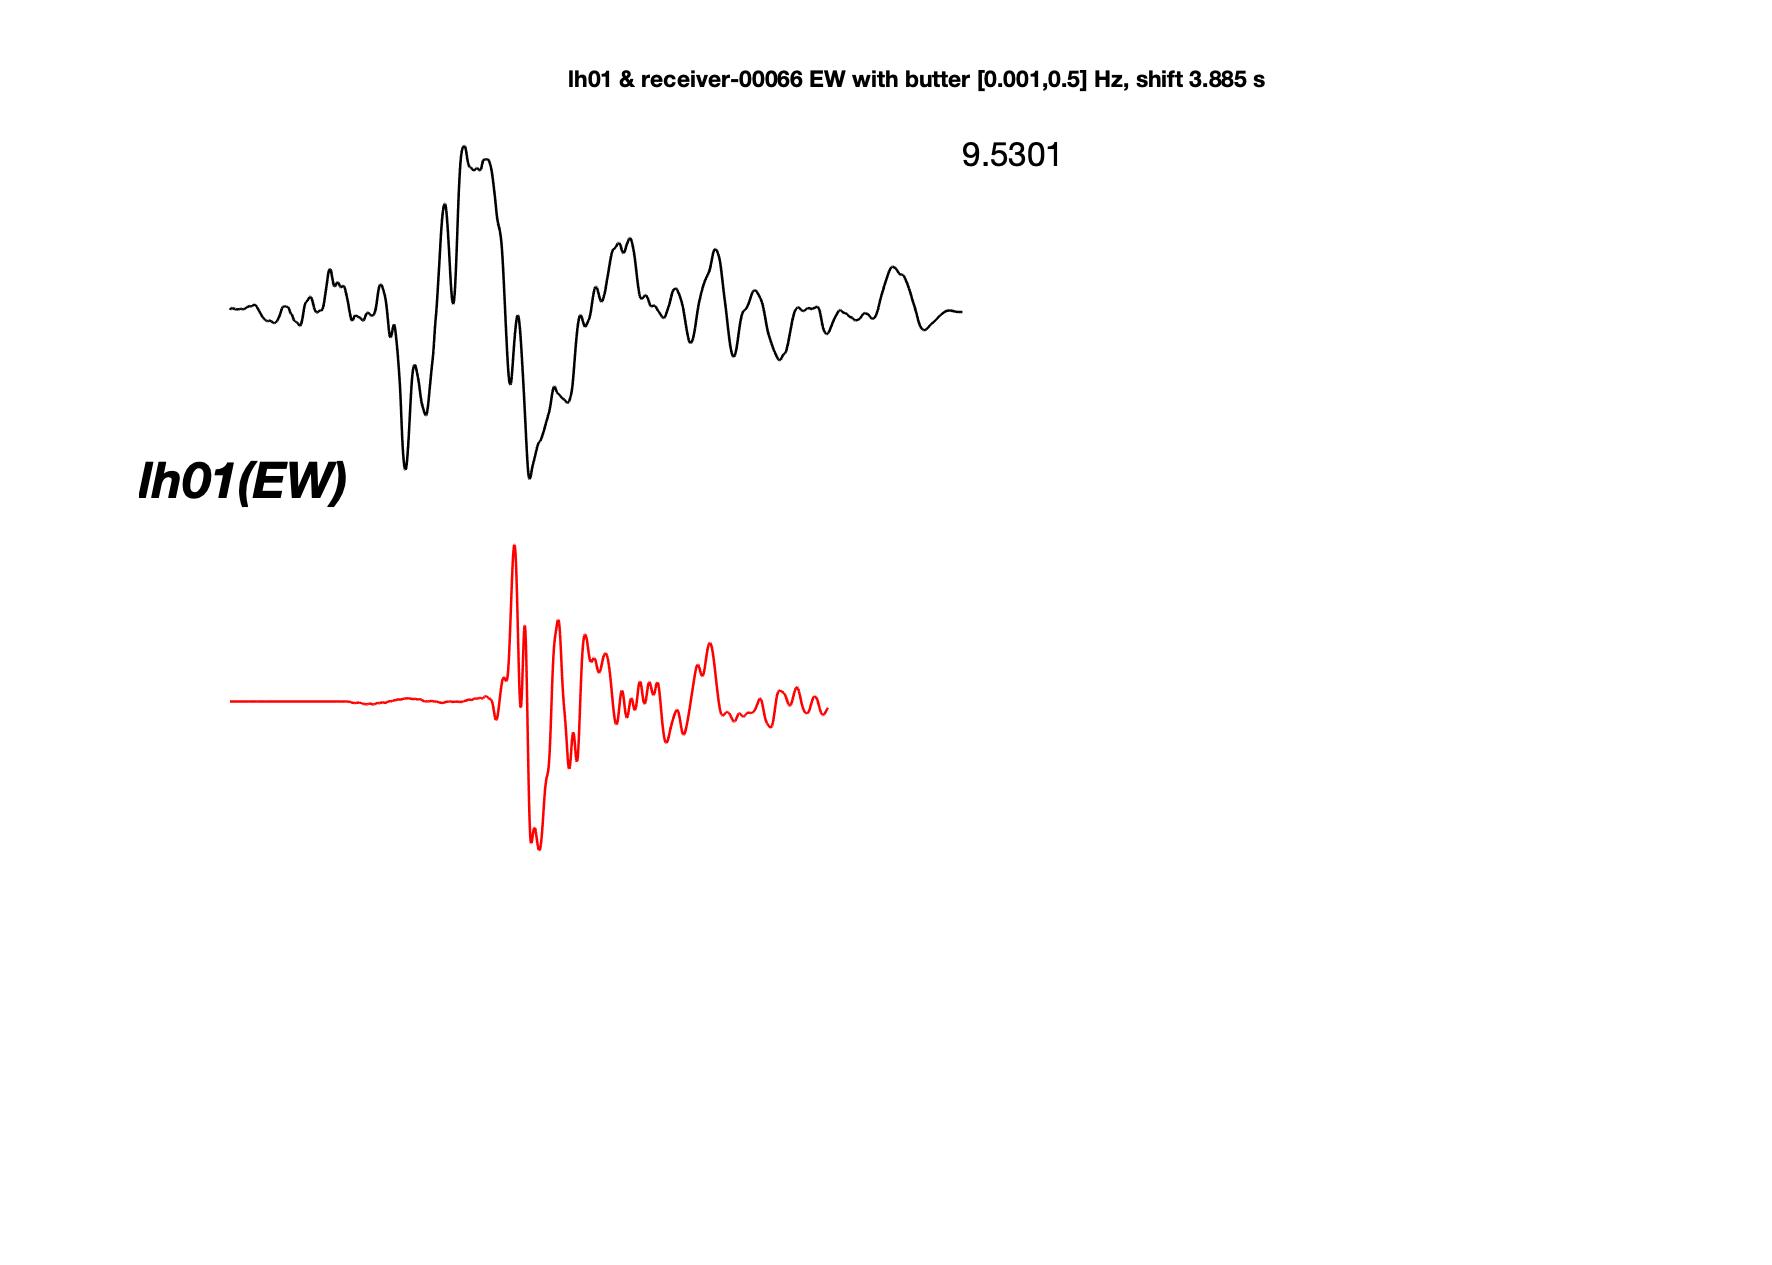 lh01 & receiver-00066 EW with butter [0.001,0.5] Hz, shift 3.885 s
9.5301
lh01(EW)